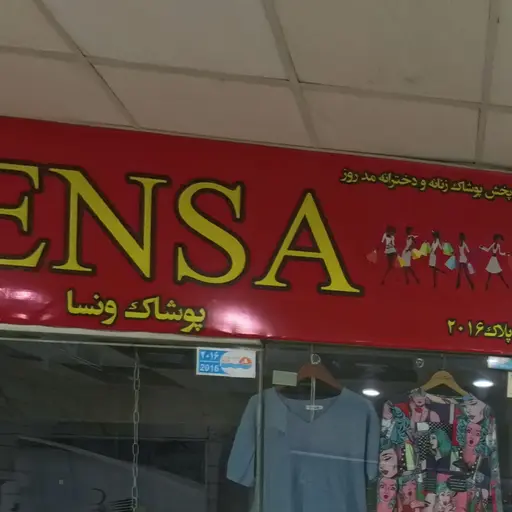 ENSA
پخش پوشاک زنانه و دخترانه مد روز
پوشاک ونسا
پلاک ۲۰۱۶
۲۰۱۶
2016